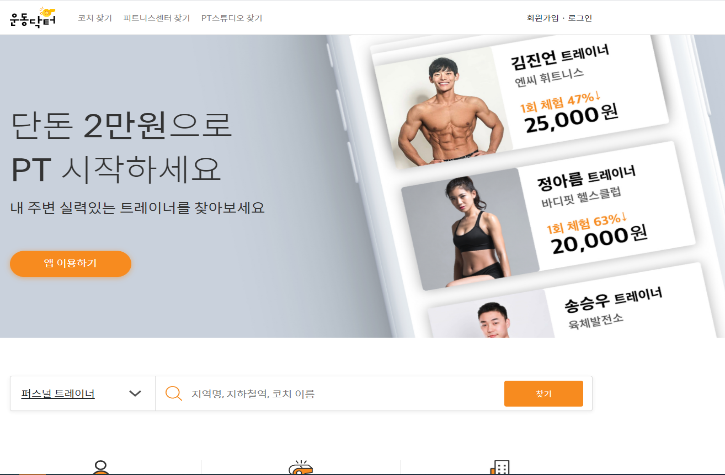 운동닥터
코치 찾기 피트니스센터 찾기 PT스튜디오 찾기 회원가입 · 로그인
단돈 2만원으로
PT 시작하세요
내 주변 실력있는 트레이너를 찾아보세요
앱 이용하기
김진언 트레이너
엔씨 휘트니스
1회 체험 47%↓
25,000원
정아름 트레이너
바디핏 헬스클럽
1회 체험 63%↓
20,000원
송승우 트레이너
육체발전소
퍼스널 트레이너 지역명, 지하철역, 코치 이름 찾기